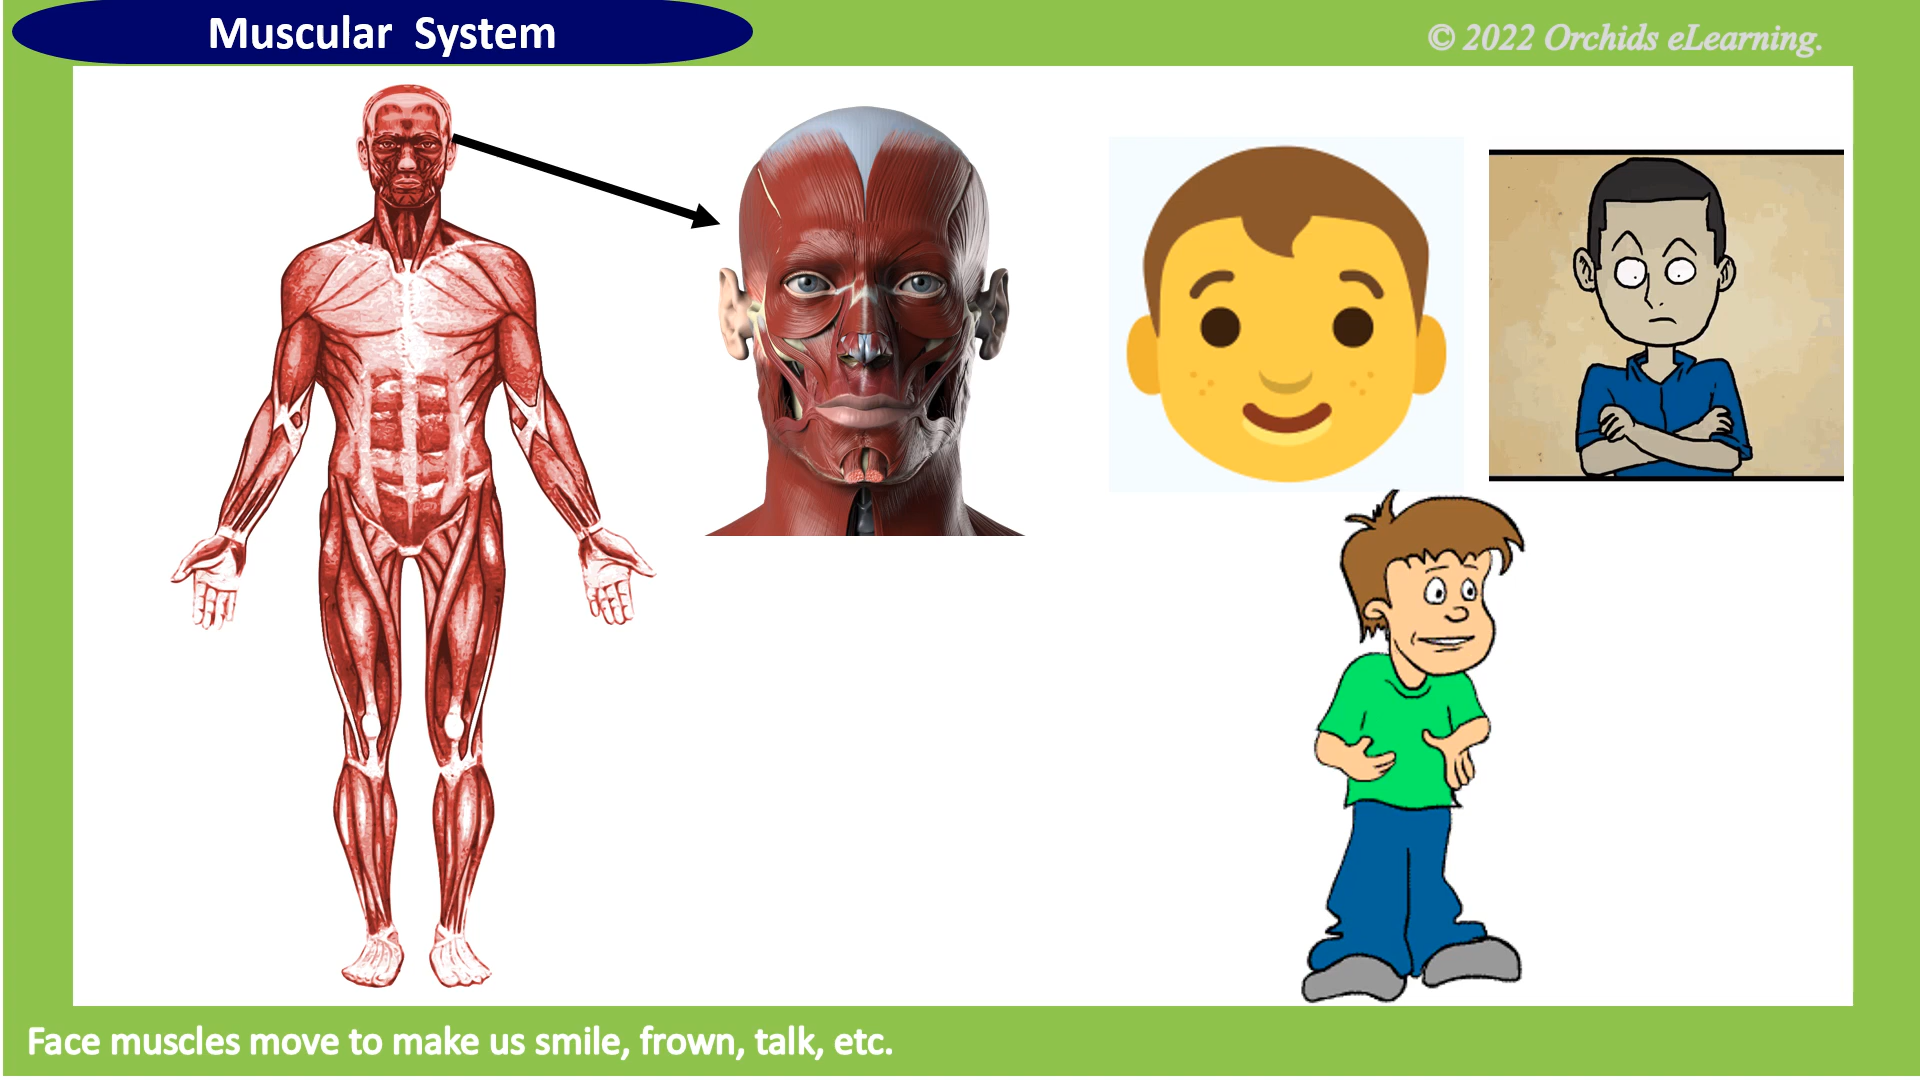 Muscular System
© 2022 Orchids eLearning.
Face muscles move to make us smile, frown, talk, etc.